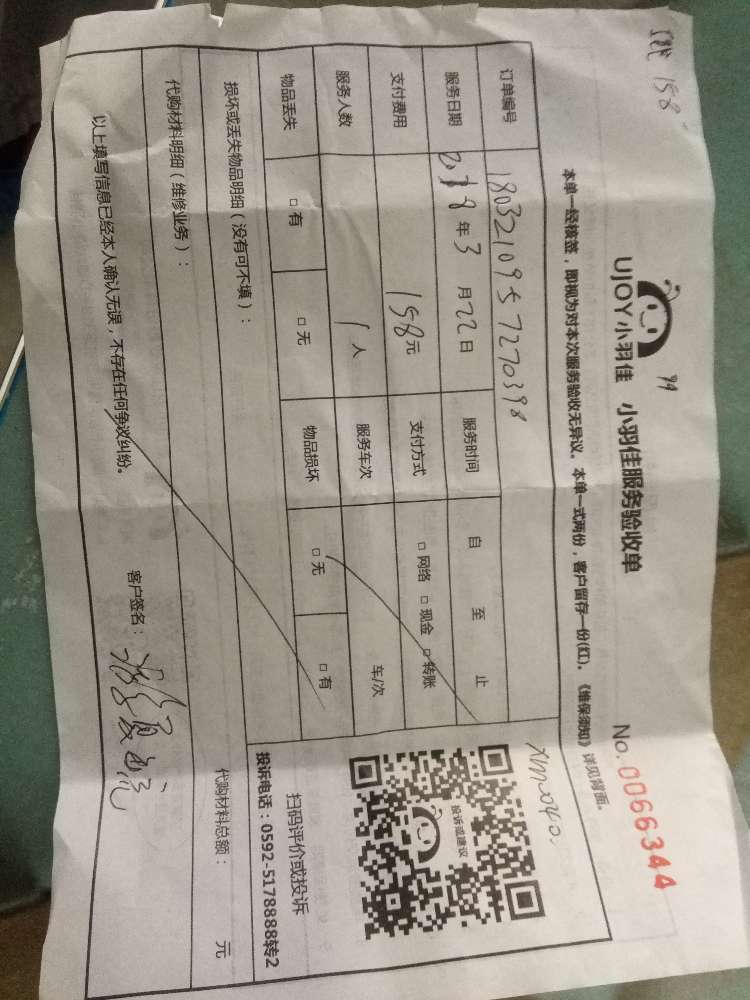 158
99
UJOY小羽佳 小羽佳服务验收单 No.0066344
本单一经核签，即视为对本次服务验收无异议。本单一式两份，客户留存一份(红)。《维保须知》详见背面。
订单编号 1803210957270398
服务日期 2018年3月22日 服务时间 自 至 止
支付费用 158元 支付方式 □网络 □现金 □转账
服务人数 1人 服务车次 车/次
物品丢失 □有 □无 物品损坏 □无 □有
投诉或建议
扫码评价或投诉
投诉电话：0592-5178888转2
损坏或丢失物品明细（没有可不填）：
代购材料明细（维修业务）： 代购材料总额： 元
以上填写信息已经本人确认无误，不存在任何争议纠纷。 客户签名：